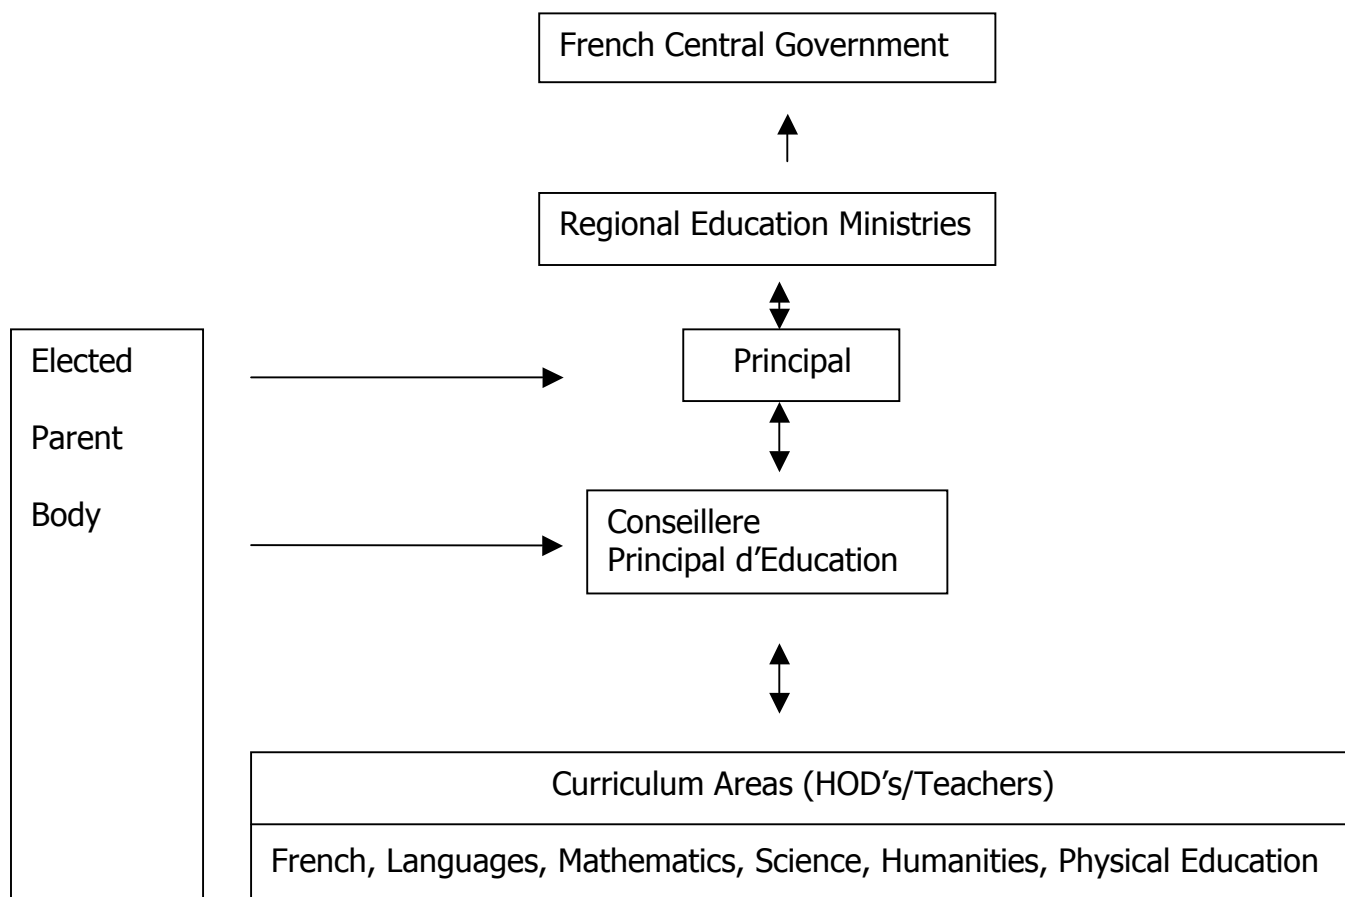 French Central Government
Regional Education Ministries
Elected
Parent
Body
Principal
Conseillere
Principal d’Education
Curriculum Areas (HOD’s/Teachers)
French, Languages, Mathematics, Science, Humanities, Physical Education